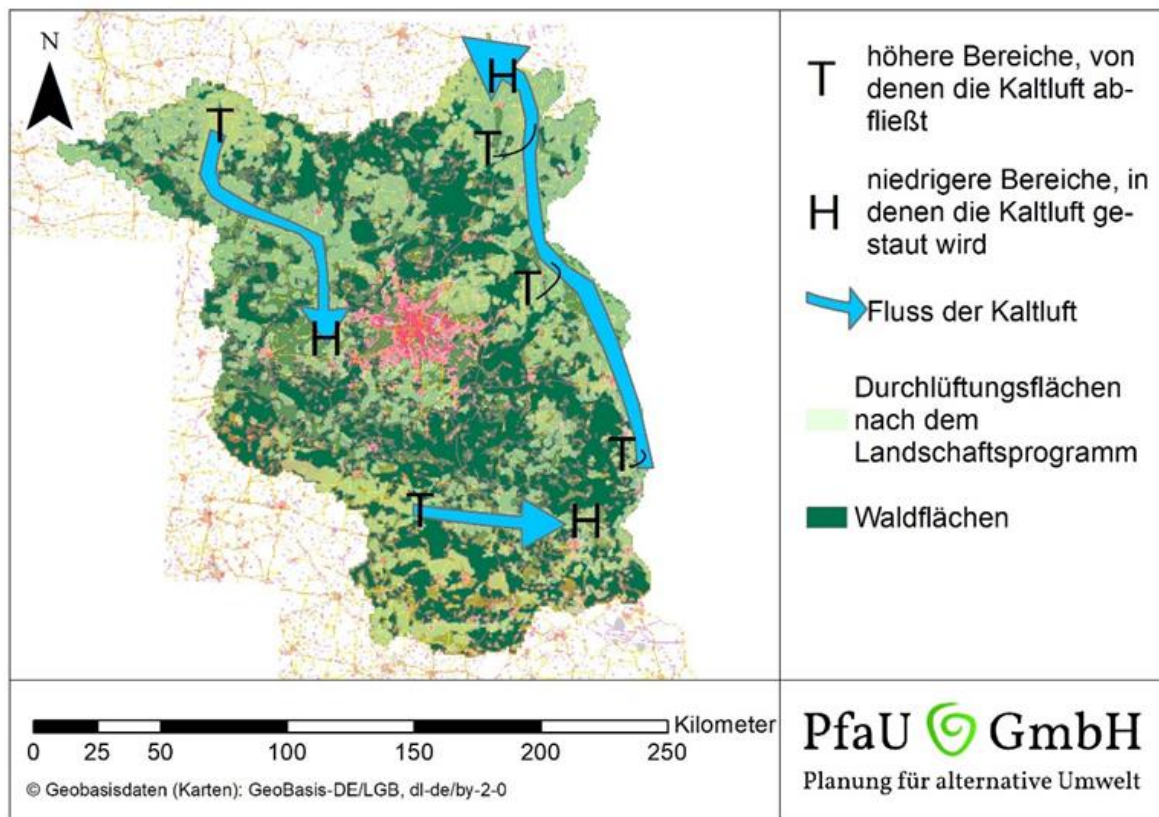 N
T
H
T
T
H
T
T
H
T
höhere Bereiche, von
denen die Kaltluft ab-
fließt
H
niedrigere Bereiche, in
denen die Kaltluft ge-
staut wird
Fluss der Kaltluft
Durchlüftungsflächen
nach dem
Landschaftsprogramm
Waldflächen
Kilometer
0 25 50 100 150 200 250
© Geobasisdaten (Karten): GeoBasis-DE/LGB, dl-de/by-2-0
PfaU GmbH
Planung für alternative Umwelt